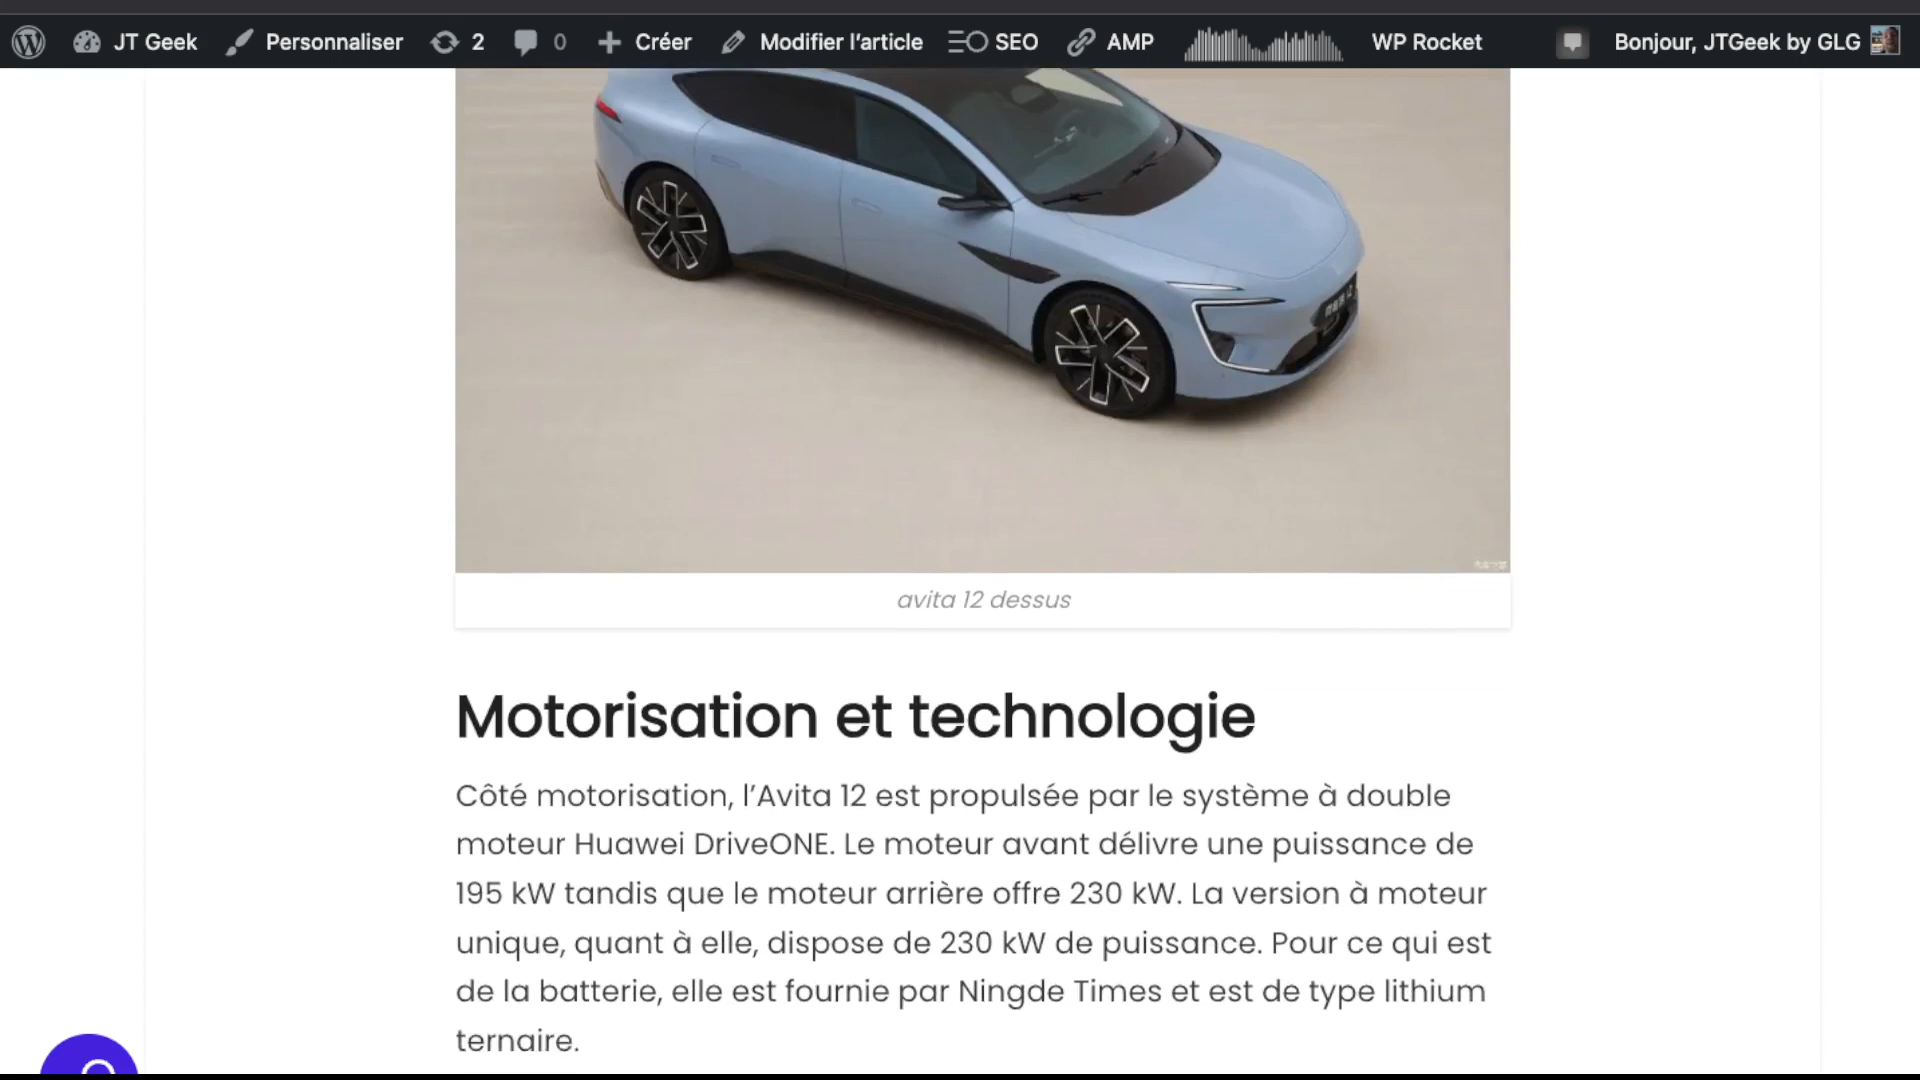 JT Geek Personnaliser 2 0 Créer Modifier l'article SEO AMP WP Rocket Bonjour, JTGeek by GLG
avita 12 dessus
Motorisation et technologie
Côté motorisation, l'Avita 12 est propulsée par le système à double
moteur Huawei DriveONE. Le moteur avant délivre une puissance de
195 kW tandis que le moteur arrière offre 230 kW. La version à moteur
unique, quant à elle, dispose de 230 kW de puissance. Pour ce qui est
de la batterie, elle est fournie par Ningde Times et est de type lithium
ternaire.